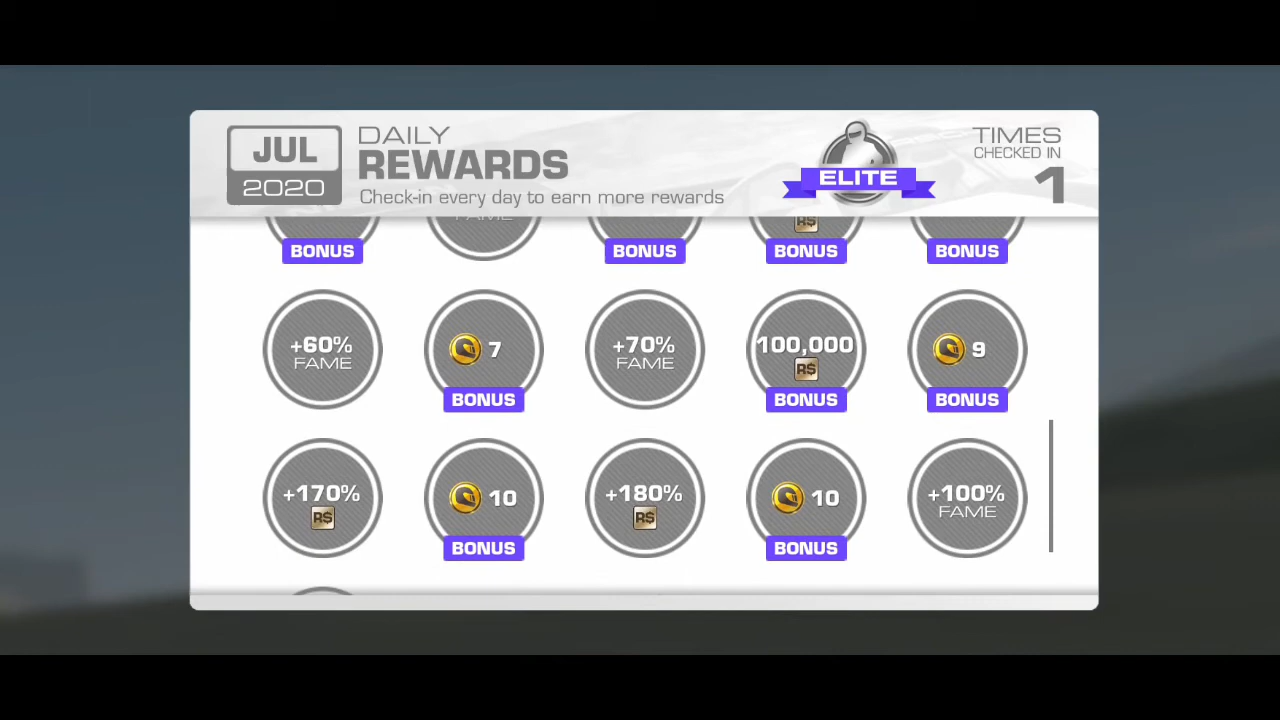 JUL
2020
DAILY
REWARDS
Check-in every day to earn more rewards
ELITE
TIMES
CHECKED IN
1
FAME
R$
BONUS
BONUS
BONUS
BONUS
+60%
FAME
7
BONUS
+70%
FAME
100,000
R$
BONUS
9
BONUS
+170%
R$
10
BONUS
+180%
R$
10
BONUS
+100%
FAME